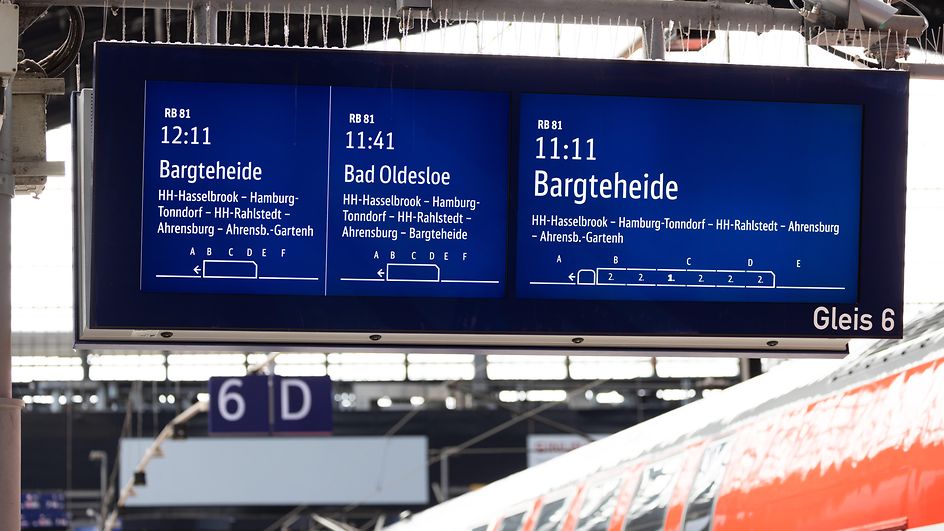 RB 81
12:11
Bargteheide
HH-Hasselbrook – Hamburg-
Tonndorf – HH-Rahlstedt –
Ahrensburg – Ahrensb.-Gartenh
A B C D E F
RB 81
11:41
Bad Oldesloe
HH-Hasselbrook – Hamburg-
Tonndorf – HH-Rahlstedt –
Ahrensburg – Bargteheide
A B C D E F
RB 81
11:11
Bargteheide
HH-Hasselbrook – Hamburg-Tonndorf – HH-Rahlstedt – Ahrensburg
– Ahrensb.-Gartenh
A B C D E
2. 2. 1. 2. 2. 2.
Gleis 6
6 D